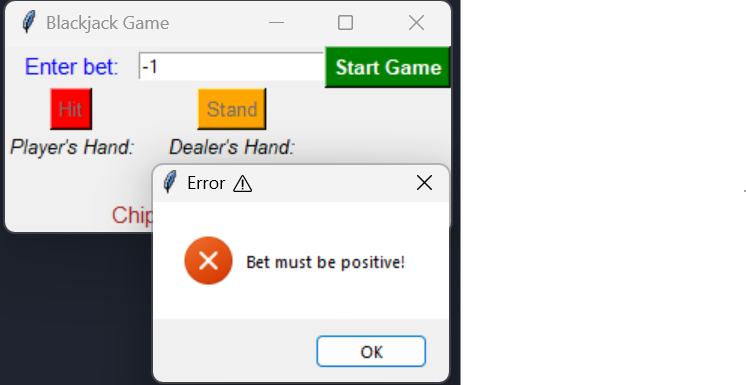 Blackjack Game
Enter bet: -1 Start Game
Hit Stand
Player's Hand: Dealer's Hand:
Error ⚠
Chip
Bet must be positive!
OK